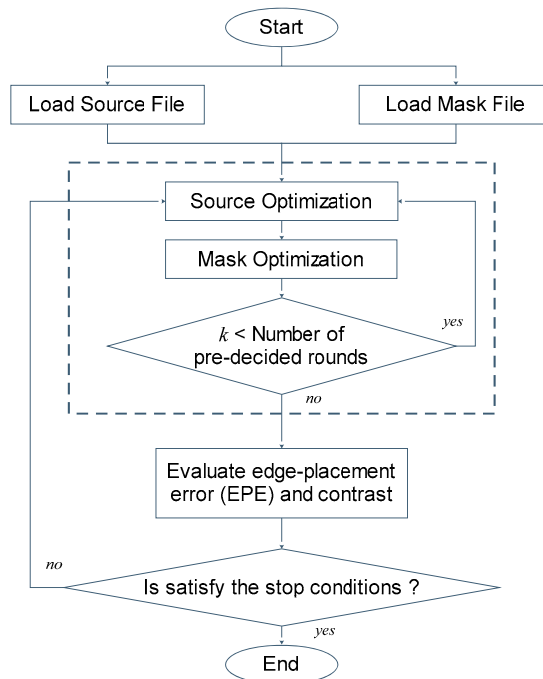 Start
Load Source File
Load Mask File
Source Optimization
Mask Optimization
k < Number of
pre-decided rounds
yes
no
Evaluate edge-placement
error (EPE) and contrast
Is satisfy the stop conditions ?
no
yes
End